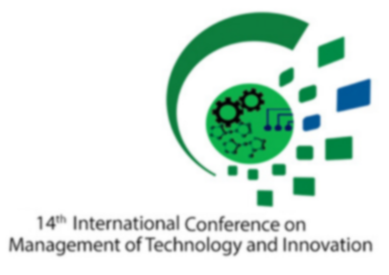 14th International Conference on
Management of Technology and Innovation